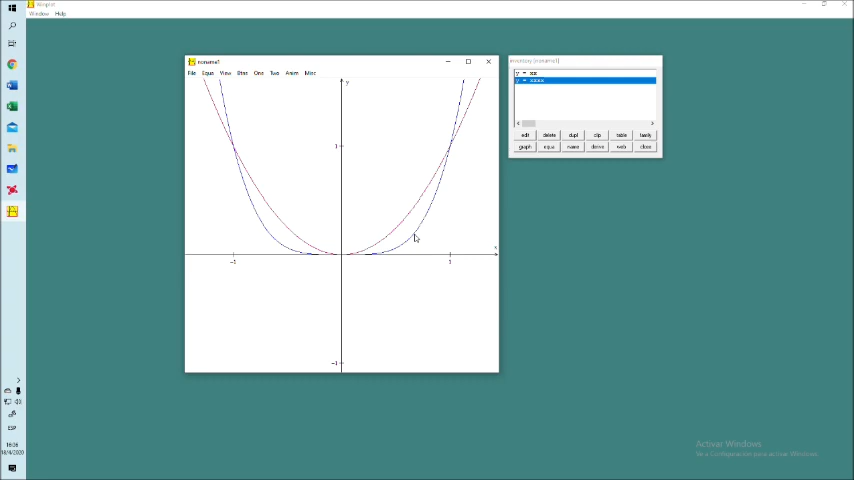 Winplot
Window Help
noname1
File Equa View Btns One Two Anim Misc
y
1
x
-1
1
-1
inventory [noname1]
y = xx
y = xxxx
edit delete dupl clip table family
graph equa name derive web close
ESP
16:06
18/4/2020
Activar Windows
Ve a Configuración para activar Windows.